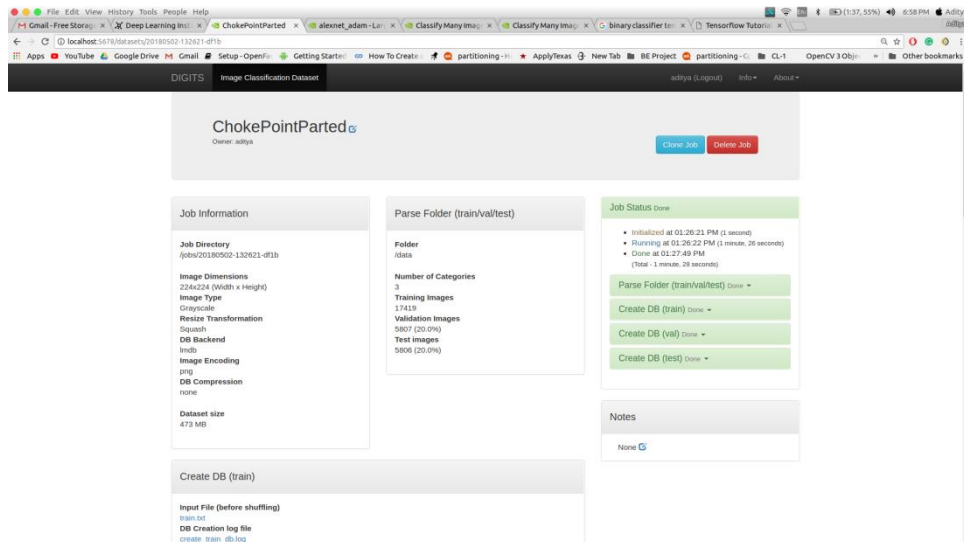 File Edit View History Tools People Help
(1:37, 55%) 6:58 PM Adity
Gmail - Free Storag × Deep Learning Inst × ChokePointParted × alexnet_adam - Lar × Classify Many Imag × Classify Many Imag × binary classifier ten × Tensorflow Tutoria ×
localhost:5678/datasets/20180502-132621-df1b
Apps YouTube Google Drive Gmail Setup - OpenFac Getting Started How To Create partitioning - H ApplyTexas New Tab BE Project partitioning - G CL-1 OpenCV 3 Objec » Other bookmarks
DIGITS Image Classification Dataset aditya (Logout) Info About
ChokePointParted
Owner: aditya
Clone Job Delete Job
Job Information
Job Directory
/jobs/20180502-132621-df1b
Image Dimensions
224x224 (Width x Height)
Image Type
Grayscale
Resize Transformation
Squash
DB Backend
lmdb
Image Encoding
png
DB Compression
none
Dataset size
473 MB
Parse Folder (train/val/test)
Folder
/data
Number of Categories
3
Training Images
17419
Validation Images
5807 (20.0%)
Test images
5806 (20.0%)
Job Status Done
Initialized at 01:26:21 PM (1 second)
Running at 01:26:22 PM (1 minute, 26 seconds)
Done at 01:27:49 PM
(Total - 1 minute, 28 seconds)
Parse Folder (train/val/test) Done
Create DB (train) Done
Create DB (val) Done
Create DB (test) Done
Notes
None
Create DB (train)
Input File (before shuffling)
train.txt
DB Creation log file
create_train_db.log